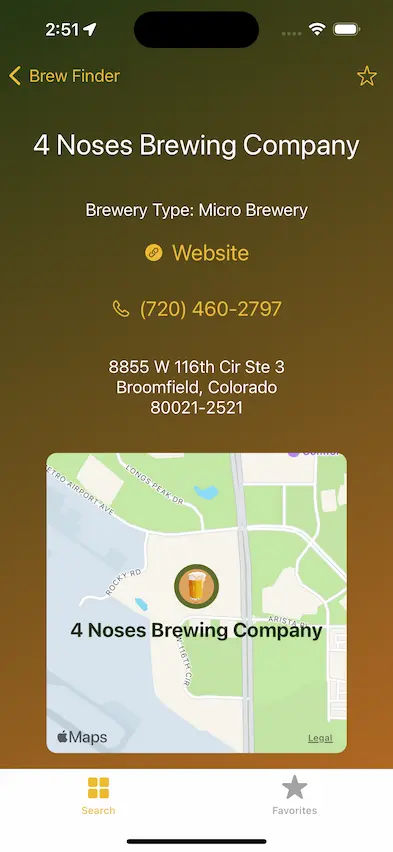 2:51
Brew Finder
4 Noses Brewing Company
Brewery Type: Micro Brewery
Website
(720) 460-2797
8855 W 116th Cir Ste 3
Broomfield, Colorado
80021-2521
LONGS PEAK DR
ETRO AIRPORT AVE
ROCKY RD
ARISTA
4 Noses Brewing Company
W 116TH CIR
Maps
Legal
Search
Favorites